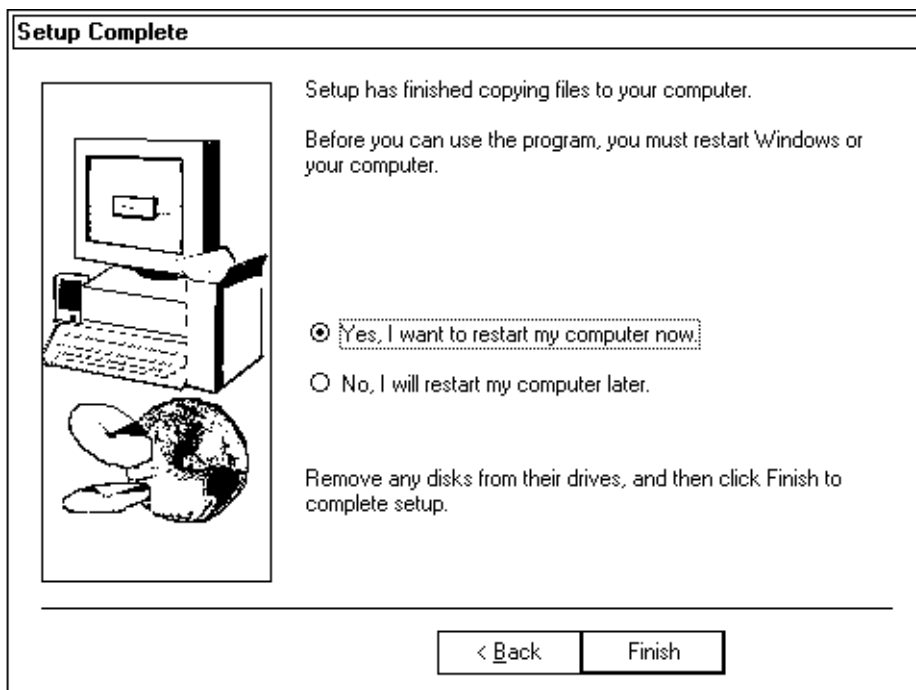 Setup Complete
Setup has finished copying files to your computer.
Before you can use the program, you must restart Windows or
your computer.
Yes, I want to restart my computer now.
No, I will restart my computer later.
Remove any disks from their drives, and then click Finish to
complete setup.
< Back
Finish